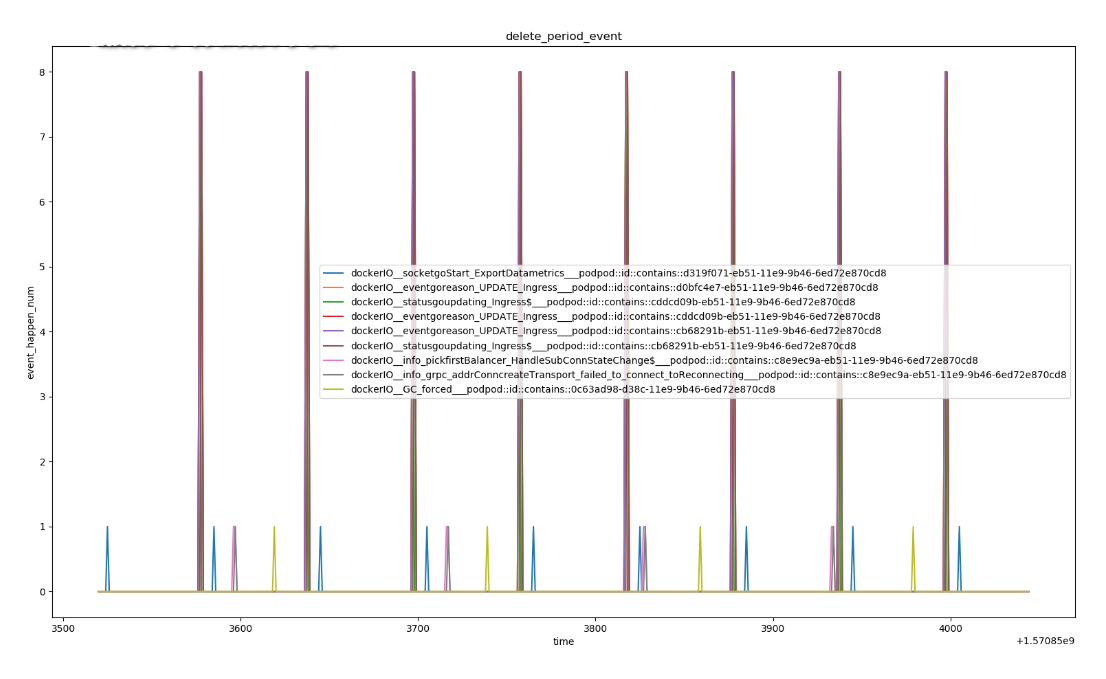 delete_period_event
8
7
6
5
4
3
2
1
0
event_happen_num
dockerIO__socketgoStart_ExportDatametrics___podpod::id::contains::d319f071-eb51-11e9-9b46-6ed72e870cd8
dockerIO__eventgoreason_UPDATE_Ingress___podpod::id::contains::d0bfc4e7-eb51-11e9-9b46-6ed72e870cd8
dockerIO__statusgoupdating_Ingress$___podpod::id::contains::cddcd09b-eb51-11e9-9b46-6ed72e870cd8
dockerIO__eventgoreason_UPDATE_Ingress___podpod::id::contains::cddcd09b-eb51-11e9-9b46-6ed72e870cd8
dockerIO__eventgoreason_UPDATE_Ingress___podpod::id::contains::cb68291b-eb51-11e9-9b46-6ed72e870cd8
dockerIO__statusgoupdating_Ingress$___podpod::id::contains::cb68291b-eb51-11e9-9b46-6ed72e870cd8
dockerIO__info_pickfirstBalancer_HandleSubConnStateChange$___podpod::id::contains::c8e9ec9a-eb51-11e9-9b46-6ed72e870cd8
dockerIO__info_grpc_addrConncreateTransport_failed_to_connect_toReconnecting___podpod::id::contains::c8e9ec9a-eb51-11e9-9b46-6ed72e870cd8
dockerIO__GC_forced___podpod::id::contains::0c63ad98-d38c-11e9-9b46-6ed72e870cd8
3500 3600 3700 3800 3900 4000
+1.57085e9
time